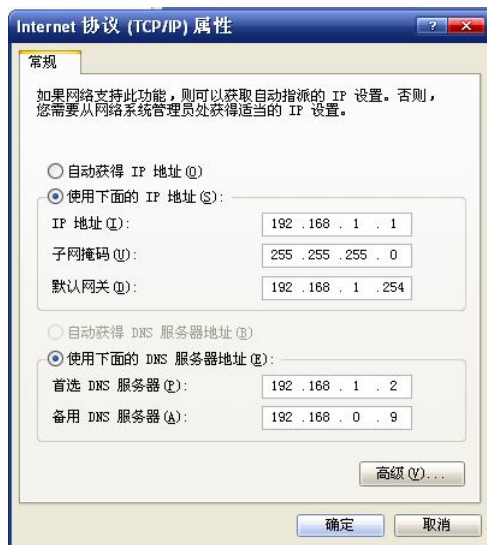 Internet 协议 (TCP/IP) 属性
常规
如果网络支持此功能，则可以获取自动指派的 IP 设置。否则，
您需要从网络系统管理员处获得适当的 IP 设置。
自动获得 IP 地址(O)
使用下面的 IP 地址(S):
IP 地址(I): 192 .168 . 1 . 1
子网掩码(U): 255 .255 .255 . 0
默认网关(D): 192 .168 . 1 .254
自动获得 DNS 服务器地址(B)
使用下面的 DNS 服务器地址(E):
首选 DNS 服务器(P): 192 .168 . 1 . 2
备用 DNS 服务器(A): 192 .168 . 0 . 9
高级(V)...
确定 取消